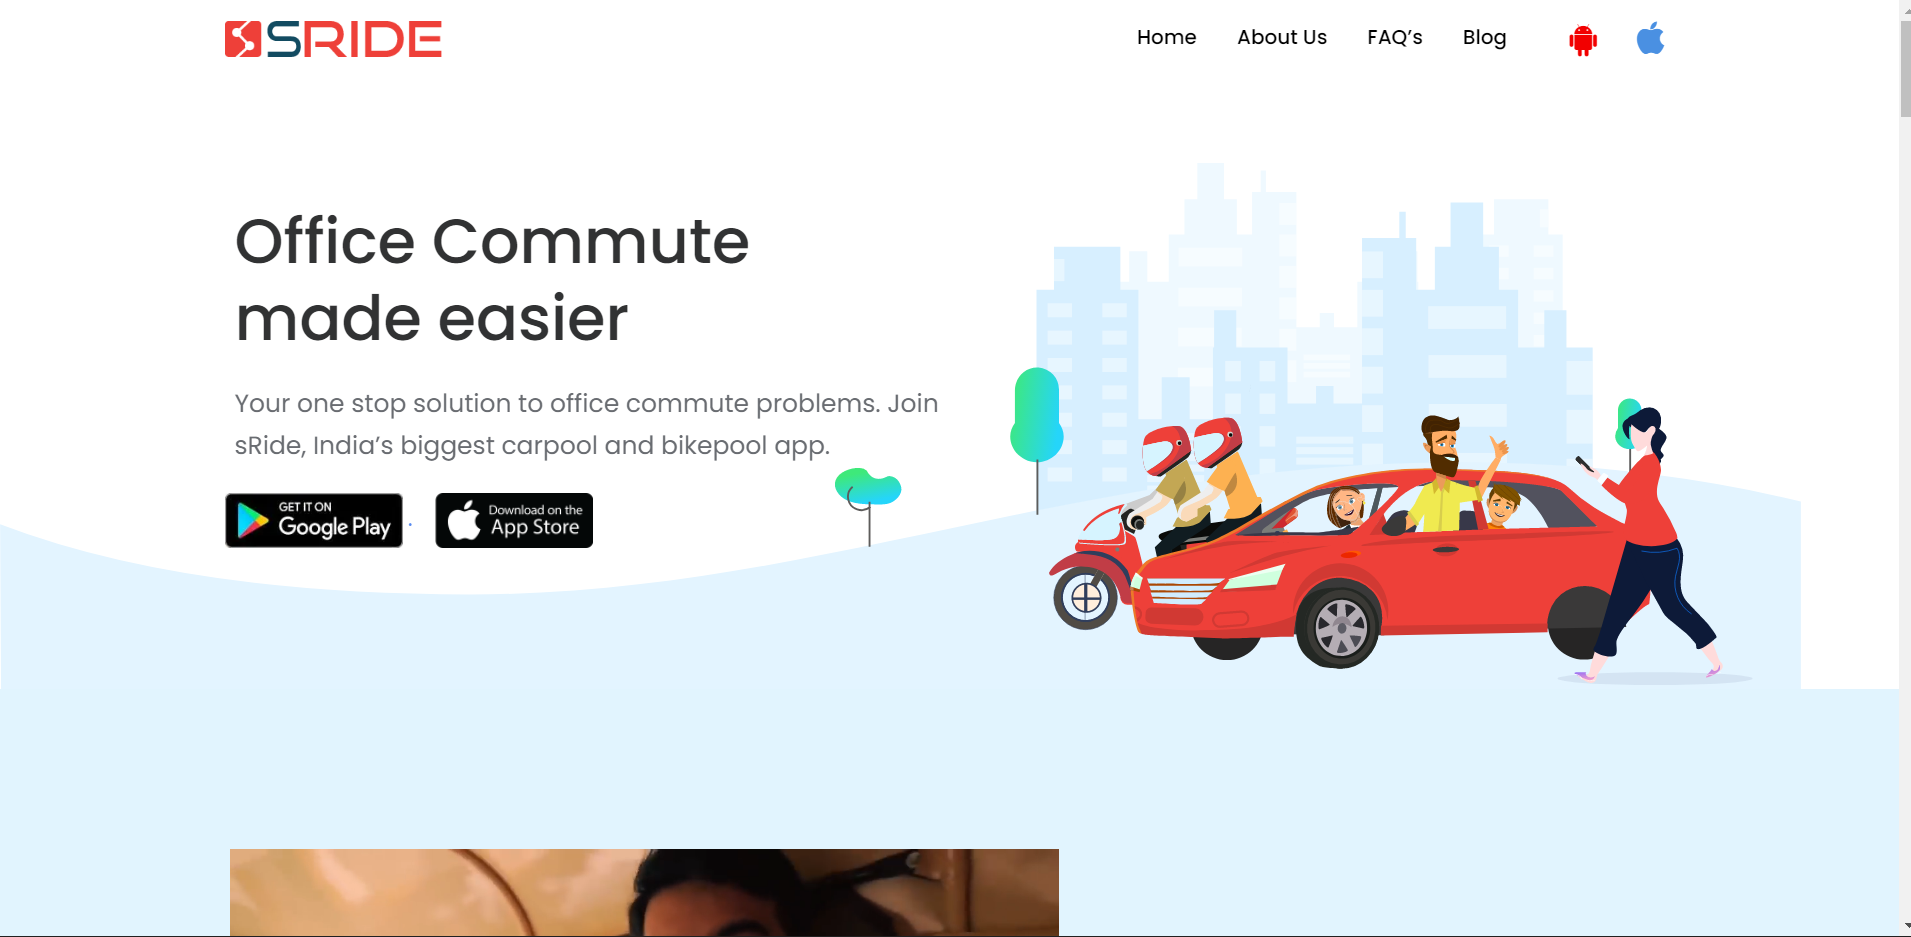 SRIDE
Home About Us FAQ’s Blog
Office Commute
made easier
Your one stop solution to office commute problems. Join
sRide, India’s biggest carpool and bikepool app.
GET IT ON
Google Play
Download on the
App Store